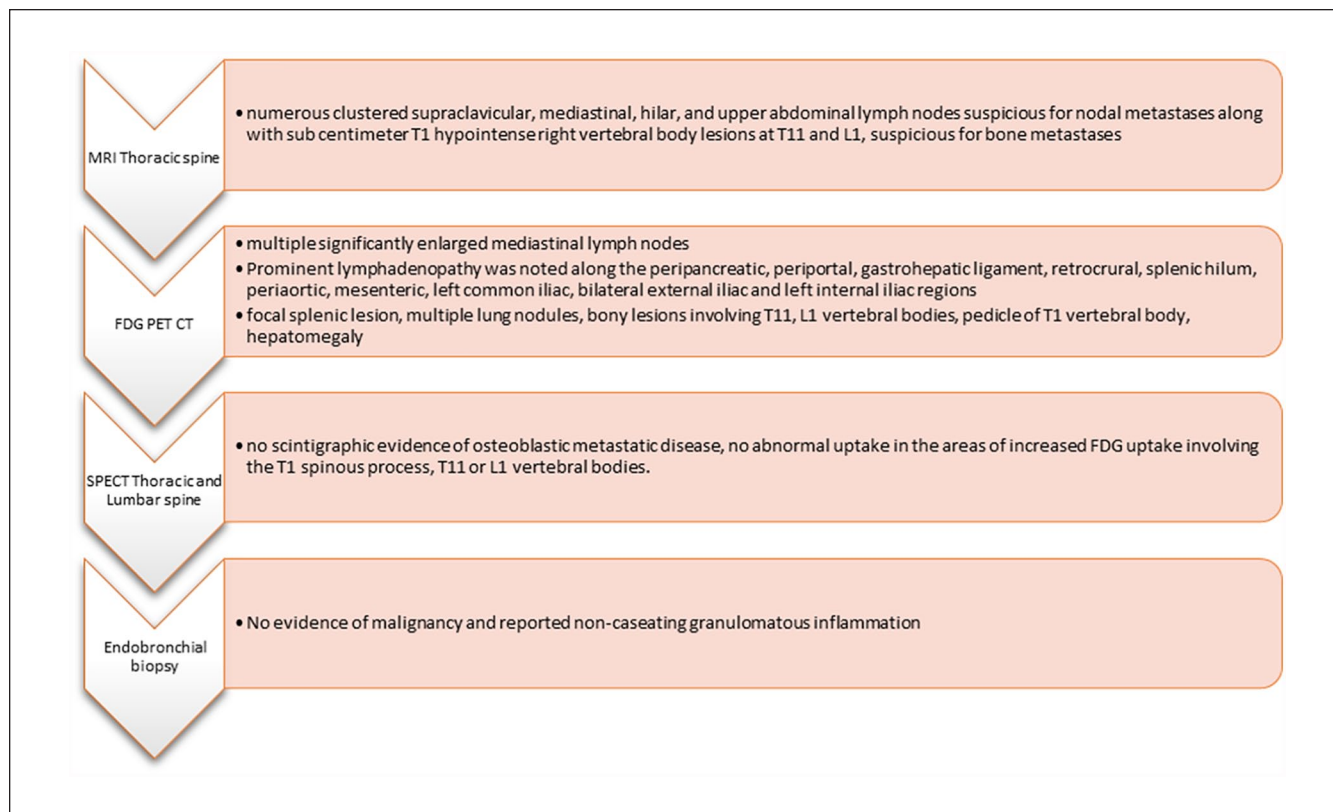 MRI Thoracic spine
• numerous clustered supraclavicular, mediastinal, hilar, and upper abdominal lymph nodes suspicious for nodal metastases along
with sub centimeter T1 hypointense right vertebral body lesions at T11 and L1, suspicious for bone metastases
FDG PET CT
• multiple significantly enlarged mediastinal lymph nodes
• Prominent lymphadenopathy was noted along the peripancreatic, periportal, gastrohepatic ligament, retrocrural, splenic hilum,
periaortic, mesenteric, left common iliac, bilateral external iliac and left internal iliac regions
• focal splenic lesion, multiple lung nodules, bony lesions involving T11, L1 vertebral bodies, pedicle of T1 vertebral body,
hepatomegaly
SPECT Thoracic and
Lumbar spine
• no scintigraphic evidence of osteoblastic metastatic disease, no abnormal uptake in the areas of increased FDG uptake involving
the T1 spinous process, T11 or L1 vertebral bodies.
Endobronchial
biopsy
• No evidence of malignancy and reported non-caseating granulomatous inflammation